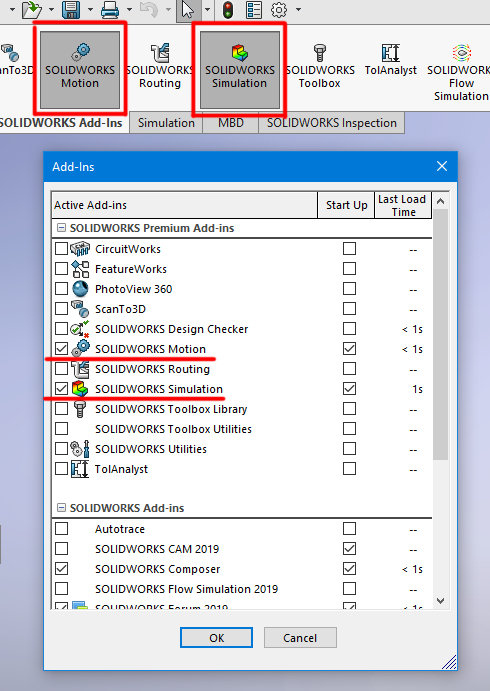 ScanTo3D
SOLIDWORKS Motion
SOLIDWORKS Routing
SOLIDWORKS Simulation
SOLIDWORKS Toolbox
TolAnalyst
SOLIDWORKS Flow Simulation
SOLIDWORKS Add-Ins Simulation MBD SOLIDWORKS Inspection
Add-Ins
Active Add-ins Start Up Last Load Time
SOLIDWORKS Premium Add-ins
CircuitWorks --
FeatureWorks --
PhotoView 360 --
ScanTo3D --
SOLIDWORKS Design Checker < 1s
SOLIDWORKS Motion < 1s
SOLIDWORKS Routing --
SOLIDWORKS Simulation 1s
SOLIDWORKS Toolbox Library --
SOLIDWORKS Toolbox Utilities --
SOLIDWORKS Utilities --
TolAnalyst --
SOLIDWORKS Add-ins
Autotrace --
SOLIDWORKS CAM 2019 --
SOLIDWORKS Composer < 1s
SOLIDWORKS Flow Simulation 2019 --
SOLIDWORKS Forum 2019 < 1s
OK Cancel